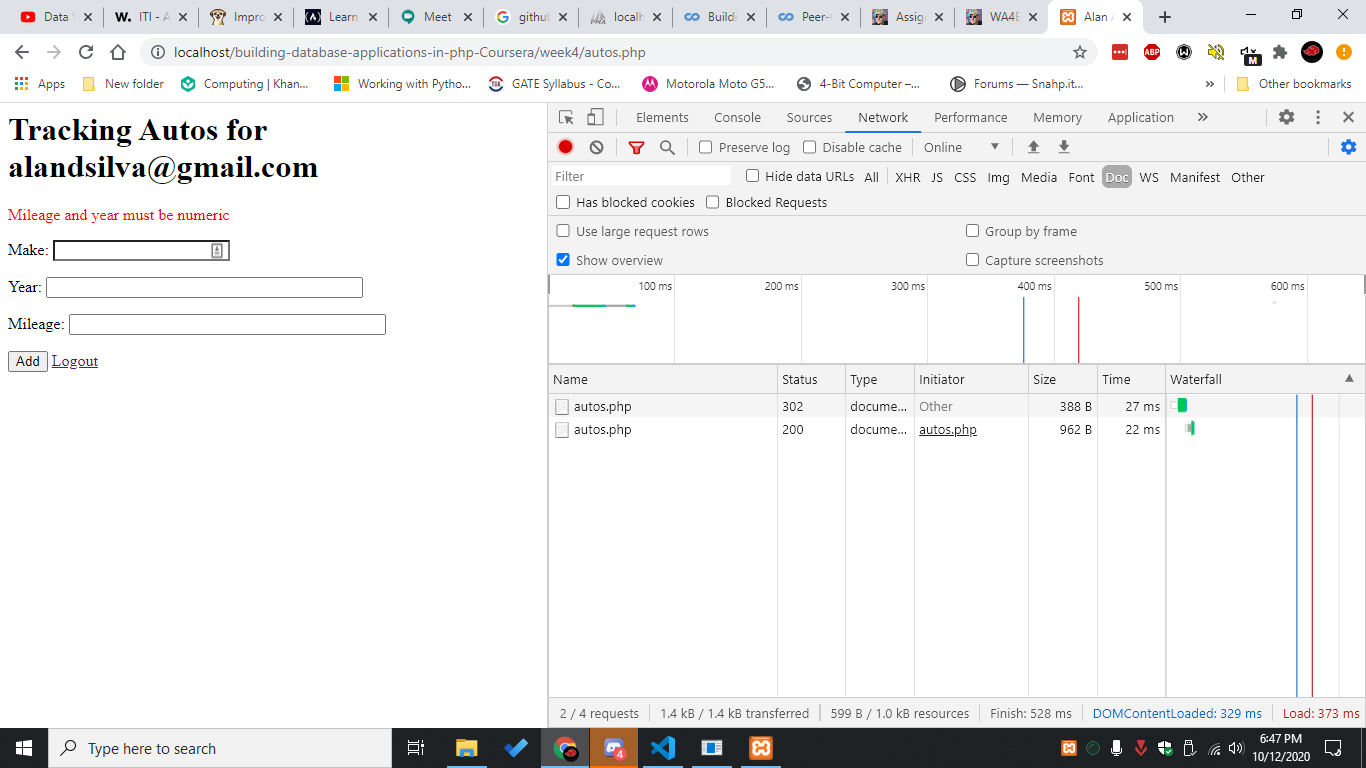 Data V
ITI - A
Impro
Learn
Meet
githu
localh
Buildi
Peer-
Assig
WA4E
Alan A
localhost/building-database-applications-in-php-Coursera/week4/autos.php
ABP
M
Apps New folder Computing | Khan... Working with Pytho... GATE Syllabus - Co... Motorola Moto G5... 4-Bit Computer –... Forums — Snahp.it... » Other bookmarks
Tracking Autos for
alandsilva@gmail.com
Mileage and year must be numeric
Make:
Year:
Mileage:
Add Logout
Elements Console Sources Network Performance Memory Application »
Preserve log Disable cache Online
Filter Hide data URLs All XHR JS CSS Img Media Font Doc WS Manifest Other
Has blocked cookies Blocked Requests
Use large request rows Group by frame
Show overview Capture screenshots
100 ms 200 ms 300 ms 400 ms 500 ms 600 ms
Name Status Type Initiator Size Time Waterfall
autos.php 302 docume... Other 388 B 27 ms
autos.php 200 docume... autos.php 962 B 22 ms
2 / 4 requests 1.4 kB / 1.4 kB transferred 599 B / 1.0 kB resources Finish: 528 ms DOMContentLoaded: 329 ms Load: 373 ms
Type here to search
4
6:47 PM
10/12/2020